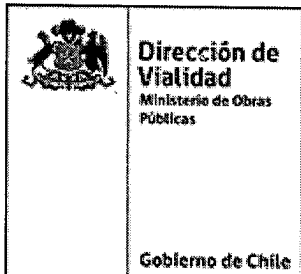 Dirección de
Vialidad
Ministerio de Obras
Públicas
Gobierno de Chile